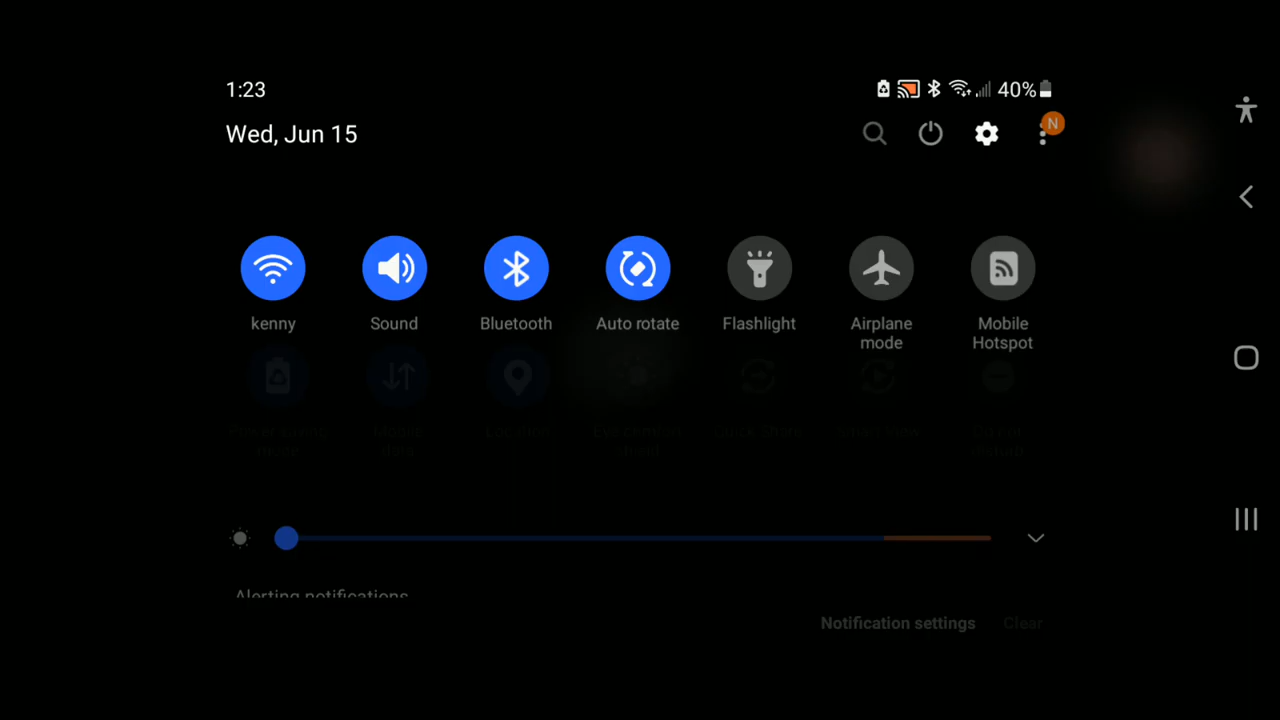 1:23
40%
Wed, Jun 15
N
kenny
Sound
Bluetooth
Auto rotate
Flashlight
Airplane
mode
Mobile
Hotspot
Location
Alerting notifications
Notification settings
Clear